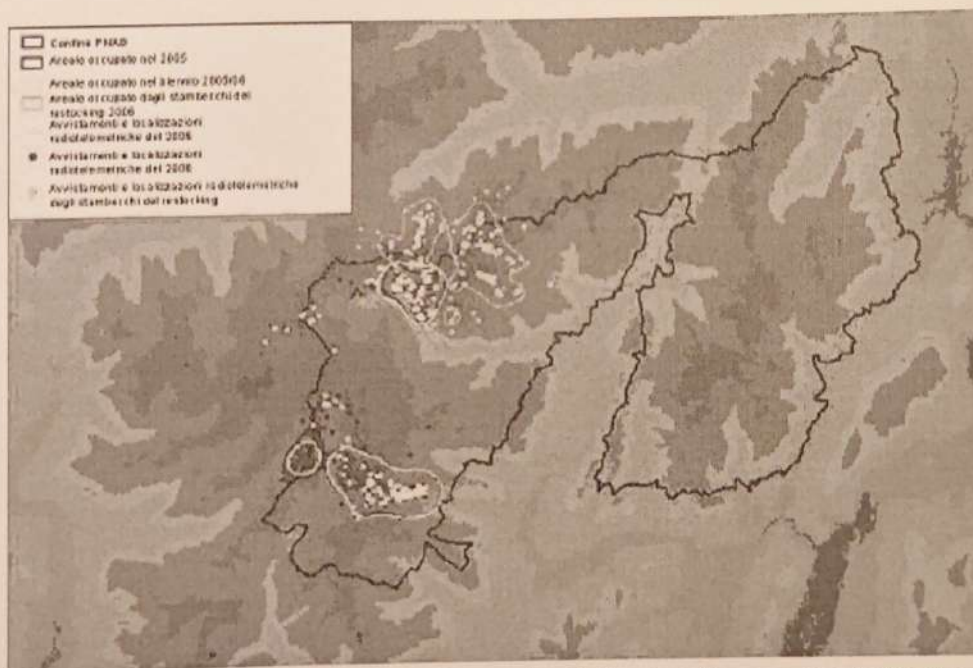 Confine PNAB
Areale occupato nel 2005
Areale occupato nel biennio 2005/06
Areale occupato dagli stambecchi del
restocking 2006
Avvistamenti e localizzazioni
radiotelemetriche del
Avvistamenti e localizzazioni
radiotelemetriche del 2006
Avvistamenti e localizzazioni radiotelemetriche
degli stambecchi del restocking